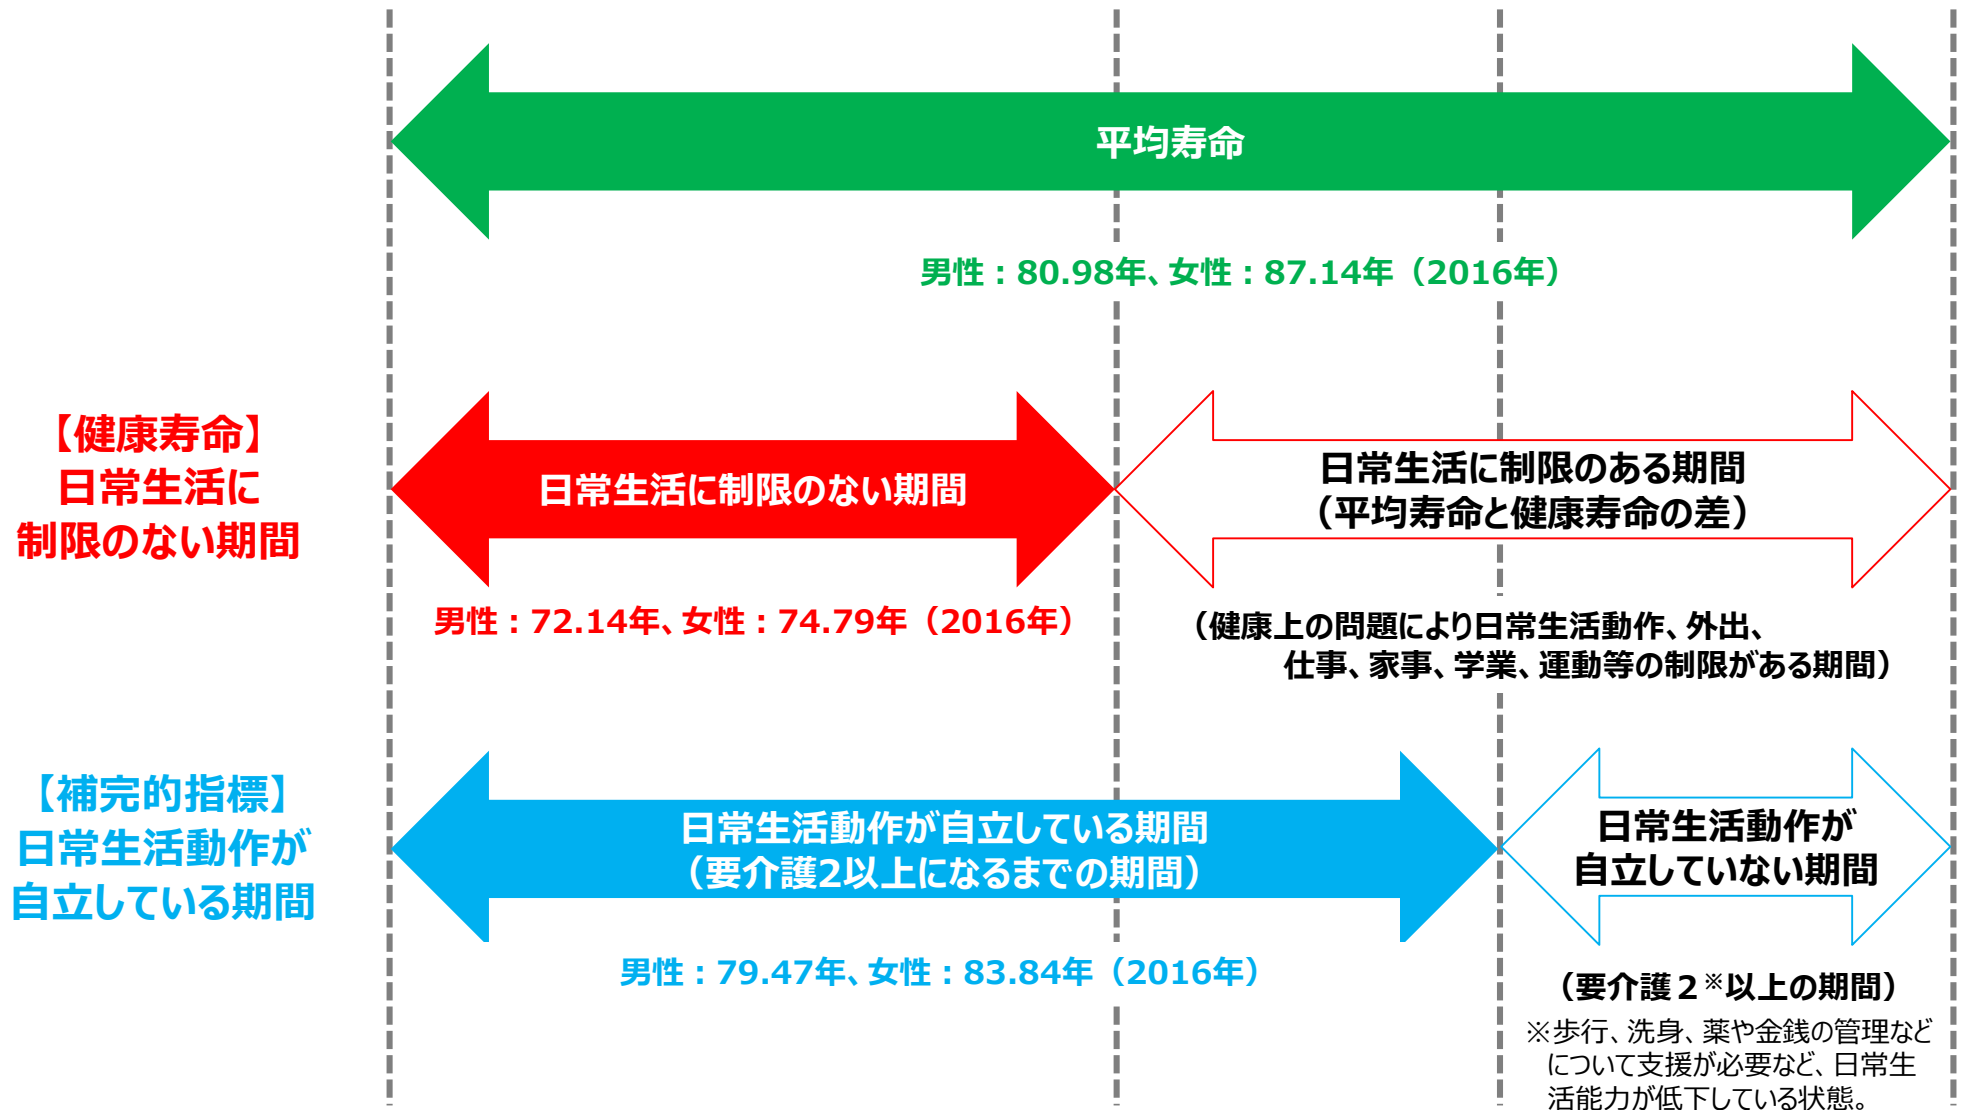 平均寿命
男性：80.98年、女性：87.14年（2016年）
【健康寿命】
日常生活に
制限のない期間
日常生活に制限のない期間
日常生活に制限のある期間
（平均寿命と健康寿命の差）
男性：72.14年、女性：74.79年（2016年）
（健康上の問題により日常生活動作、外出、
仕事、家事、学業、運動等の制限がある期間）
【補完的指標】
日常生活動作が
自立している期間
日常生活動作が自立している期間
（要介護2以上になるまでの期間）
日常生活動作が
自立していない期間
男性：79.47年、女性：83.84年（2016年）
（要介護２※以上の期間）
※歩行、洗身、薬や金銭の管理など
について支援が必要など、日常生
活能力が低下している状態。